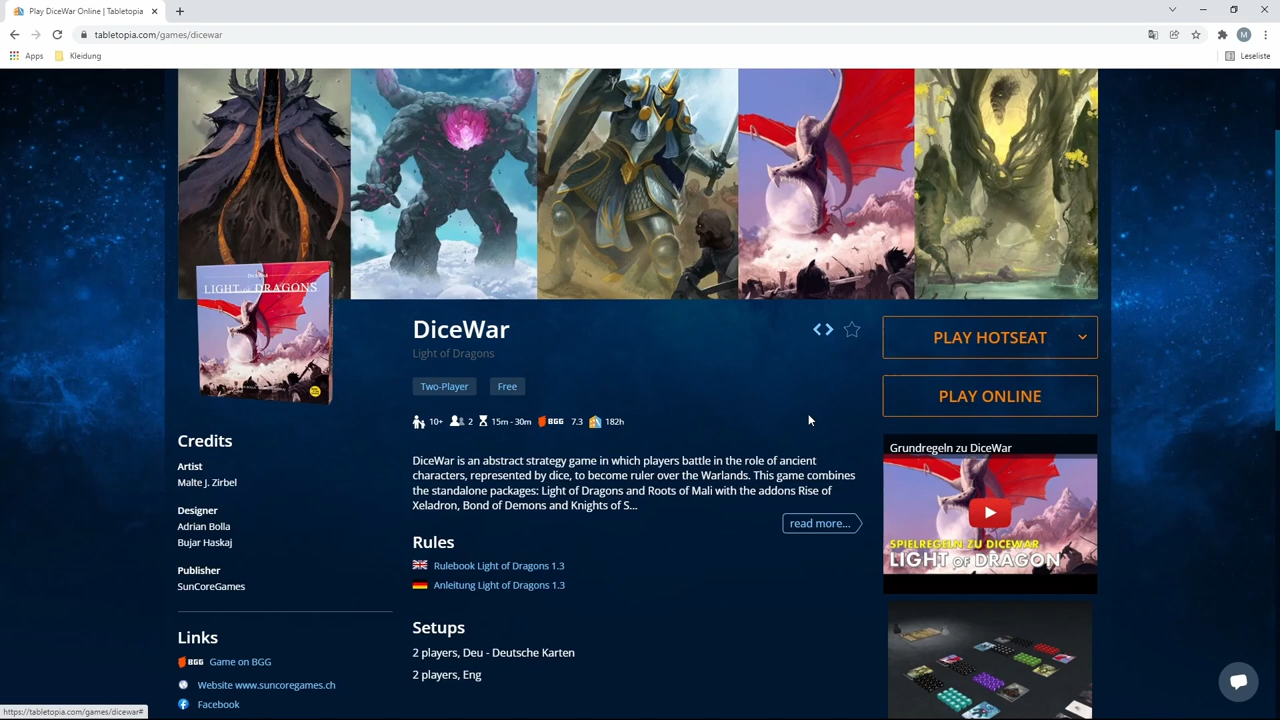 Play DiceWar Online | Tabletopia
tabletopia.com/games/dicewar
M
Apps
Kleidung
Leseliste
DiceWar
LIGHT OF DRAGONS
DiceWar
Light of Dragons
Two-Player
Free
10+
2
15m - 30m
BGG
7.3
182h
DiceWar is an abstract strategy game in which players battle in the role of ancient
characters, represented by dice, to become ruler over the Warlands. This game combines
the standalone packages: Light of Dragons and Roots of Mali with the addons Rise of
Xeladron, Bond of Demons and Knights of S...
read more...
Rules
Rulebook Light of Dragons 1.3
Anleitung Light of Dragons 1.3
Setups
2 players, Deu - Deutsche Karten
2 players, Eng
Credits
Artist
Malte J. Zirbel
Designer
Adrian Bolla
Bujar Haskaj
Publisher
SunCoreGames
Links
BGG
Game on BGG
Website www.suncoregames.ch
Facebook
PLAY HOTSEAT
PLAY ONLINE
Grundregeln zu DiceWar
SPIELREGELN ZU DICEWAR
LIGHT OF DRAGON
https://tabletopia.com/games/dicewar#